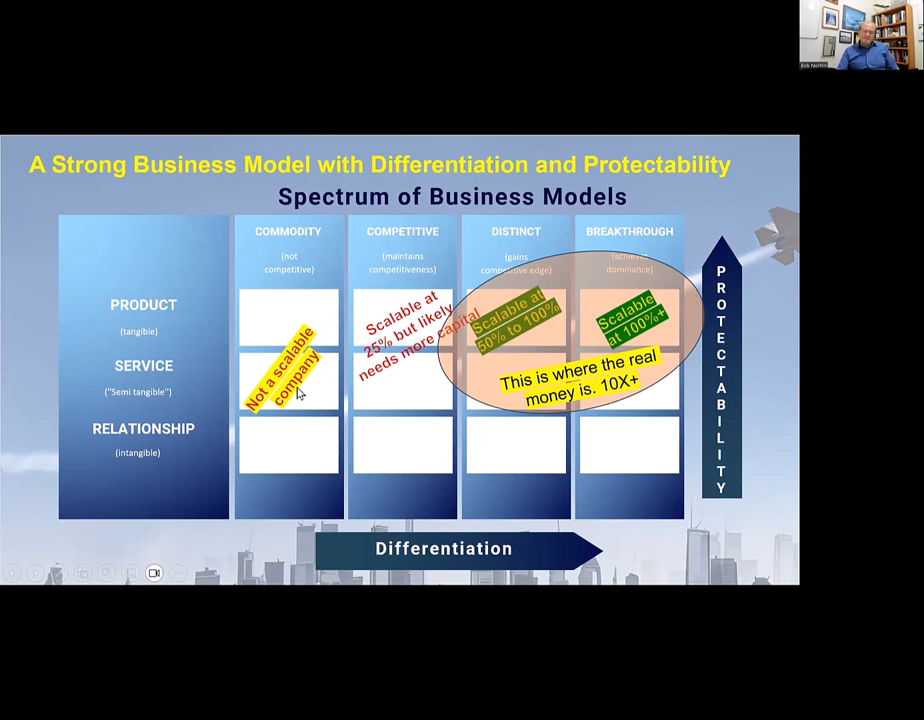 Bob Norton
A Strong Business Model with Differentiation and Protectability
Spectrum of Business Models
COMMODITY
(not
competitive)
COMPETITIVE
(maintains
competitiveness)
DISTINCT
(gains
competitive edge)
BREAKTHROUGH
(achieves
dominance)
PRODUCT
(tangible)
SERVICE
("Semi tangible")
RELATIONSHIP
(intangible)
Not a scalable
company
Scalable at
25% but likely
needs more capital
Scalable at
50% to 100%
Scalable
at 100%+
This is where the real
money is. 10X+
PROTECTABILITY
Differentiation